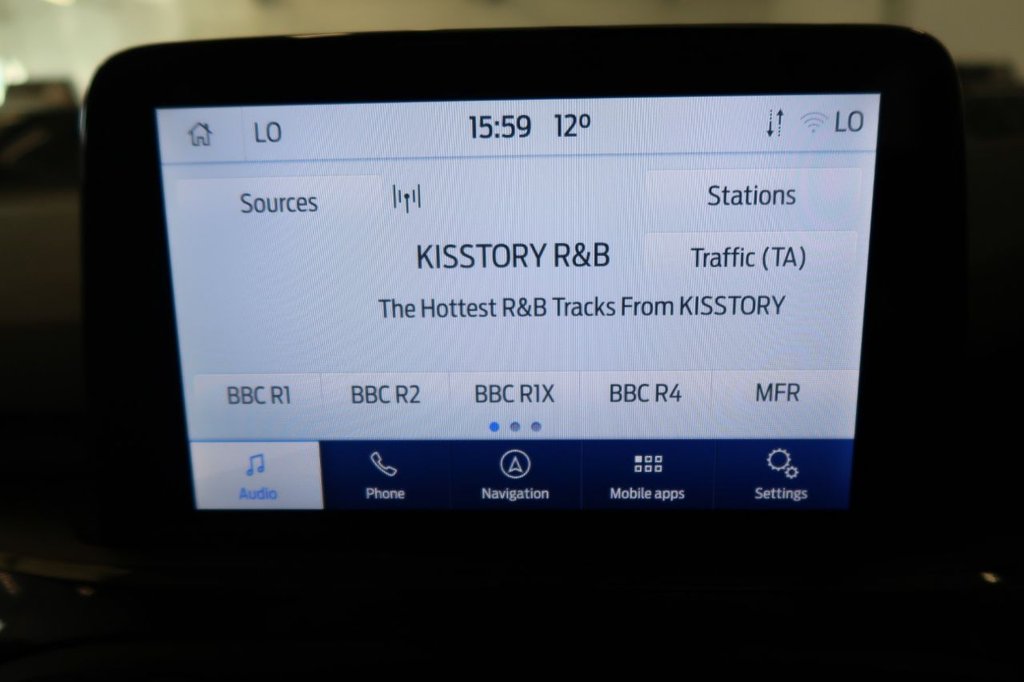 LO 15:59 12º LO
Sources Stations
KISSTORY R&B Traffic (TA)
The Hottest R&B Tracks From KISSTORY
BBC R1 BBC R2 BBC R1X BBC R4 MFR
Audio Phone Navigation Mobile apps Settings